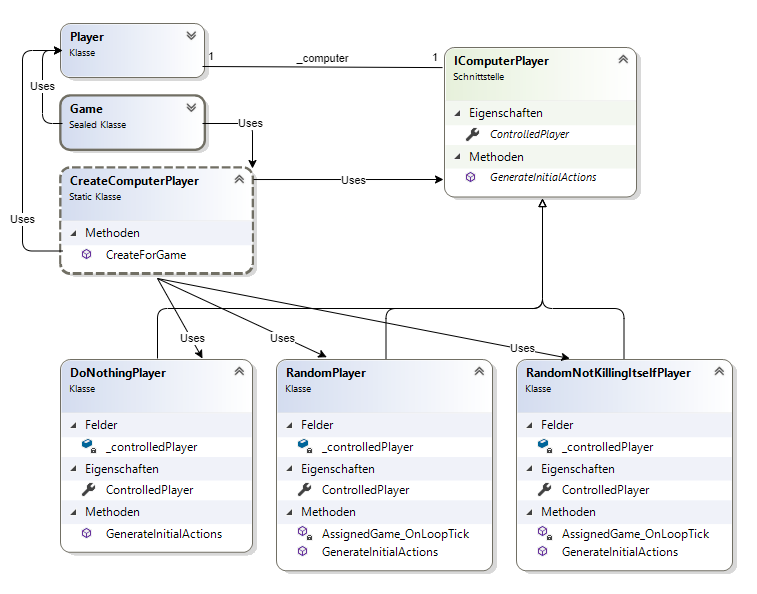 Player
Klasse
1
_computer
1
IComputerPlayer
Schnittstelle
Eigenschaften
ControlledPlayer
Methoden
GenerateInitialActions
Uses
Game
Sealed Klasse
Uses
CreateComputerPlayer
Static Klasse
Methoden
CreateForGame
Uses
Uses
Uses
Uses
Uses
DoNothingPlayer
Klasse
Felder
_controlledPlayer
Eigenschaften
ControlledPlayer
Methoden
GenerateInitialActions
RandomPlayer
Klasse
Felder
_controlledPlayer
Eigenschaften
ControlledPlayer
Methoden
AssignedGame_OnLoopTick
GenerateInitialActions
RandomNotKillingItselfPlayer
Klasse
Felder
_controlledPlayer
Eigenschaften
ControlledPlayer
Methoden
AssignedGame_OnLoopTick
GenerateInitialActions